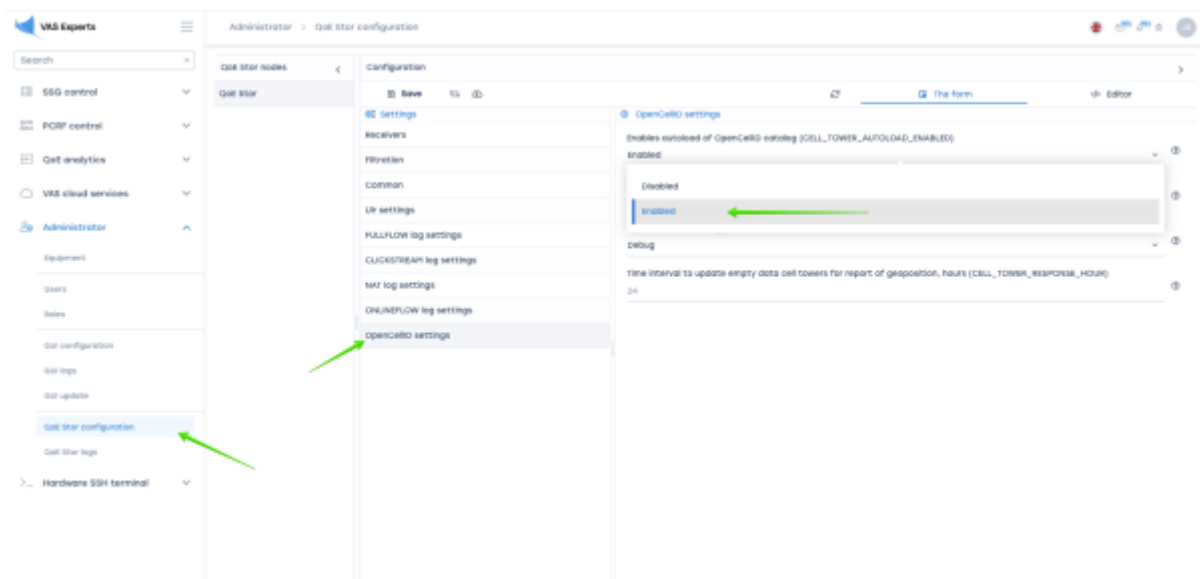 VAS Experts
Administrator > QoE Stor configuration
Search
SSG control
PCRF control
QoE analytics
VAS cloud services
Administrator
Equipment
Users
Roles
GUI configuration
GUI logs
GUI update
QoE Stor configuration
QoE Stor logs
Hardware SSH terminal
QoE Stor nodes
QoE Stor
Configuration
Save
The form
Editor
Settings
Receivers
Filtration
Common
Ulr settings
FULLFLOW log settings
CLICKSTREAM log settings
NAT log settings
ONLINEFLOW log settings
OpenCellID settings
OpenCellID settings
Enables autoload of OpenCellID catalog (CELL_TOWER_AUTOLOAD_ENABLED)
Enabled
Disabled
Enabled
Debug
Time interval to update empty data cell towers for report of geoposition, hours (CELL_TOWER_RESPONSE_HOUR)
24